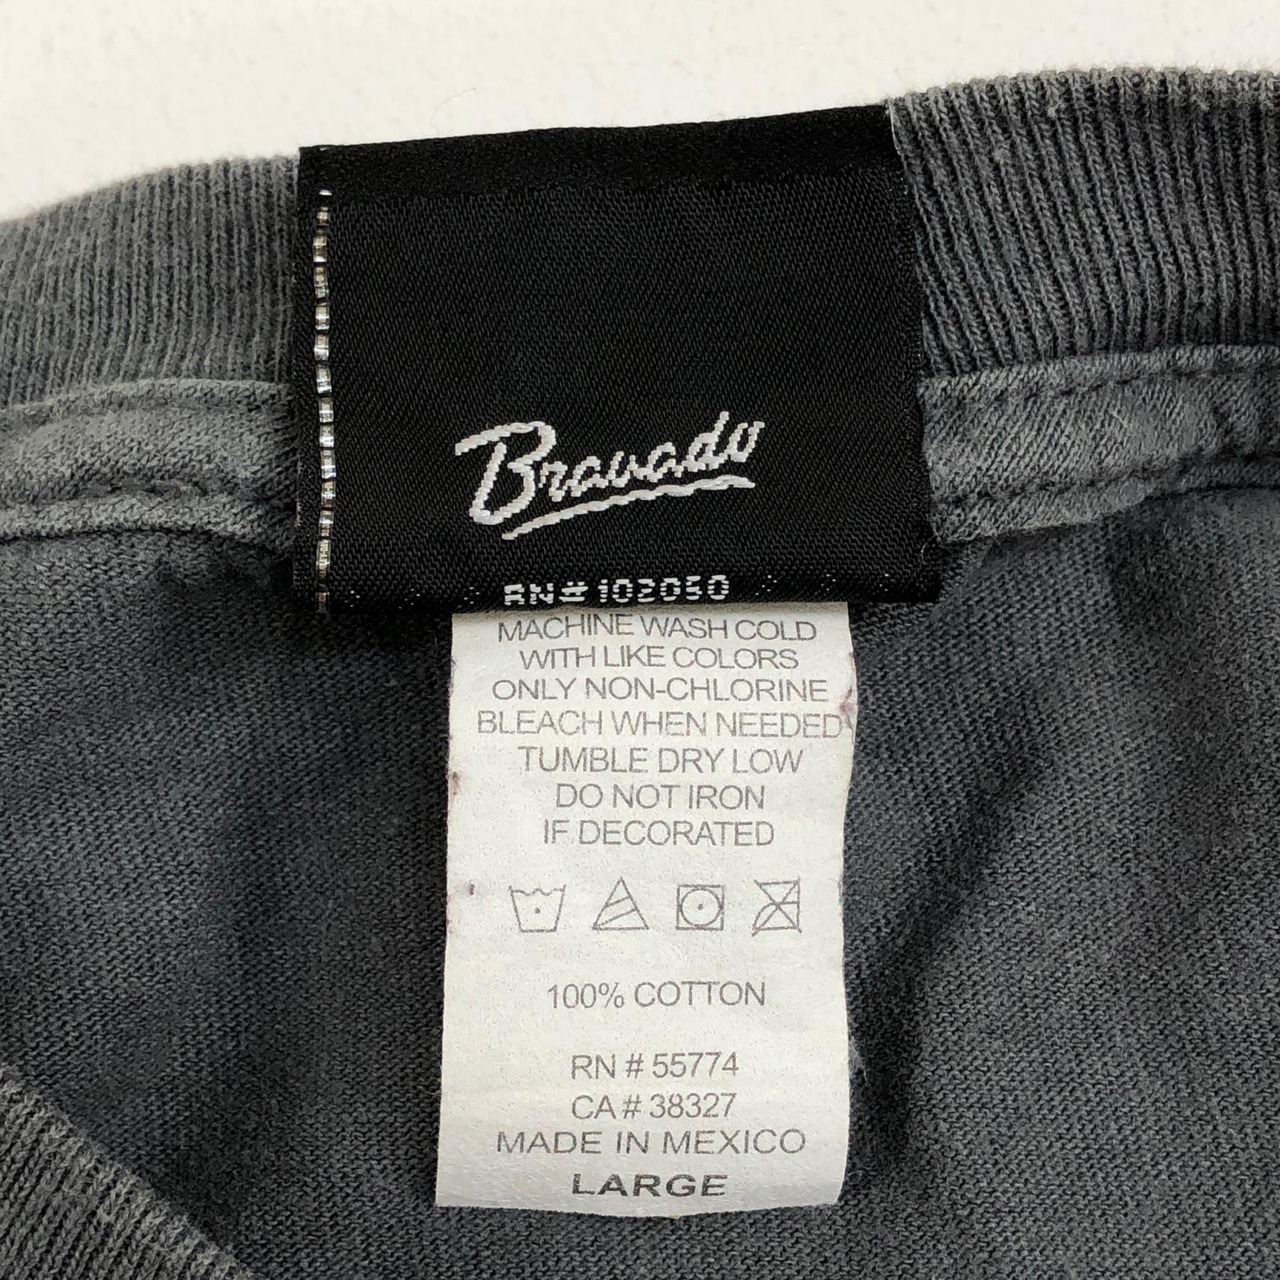 Bravado
RN# 102050
MACHINE WASH COLD
WITH LIKE COLORS
ONLY NON-CHLORINE
BLEACH WHEN NEEDED
TUMBLE DRY LOW
DO NOT IRON
IF DECORATED
100% COTTON
RN # 55774
CA # 38327
MADE IN MEXICO
LARGE